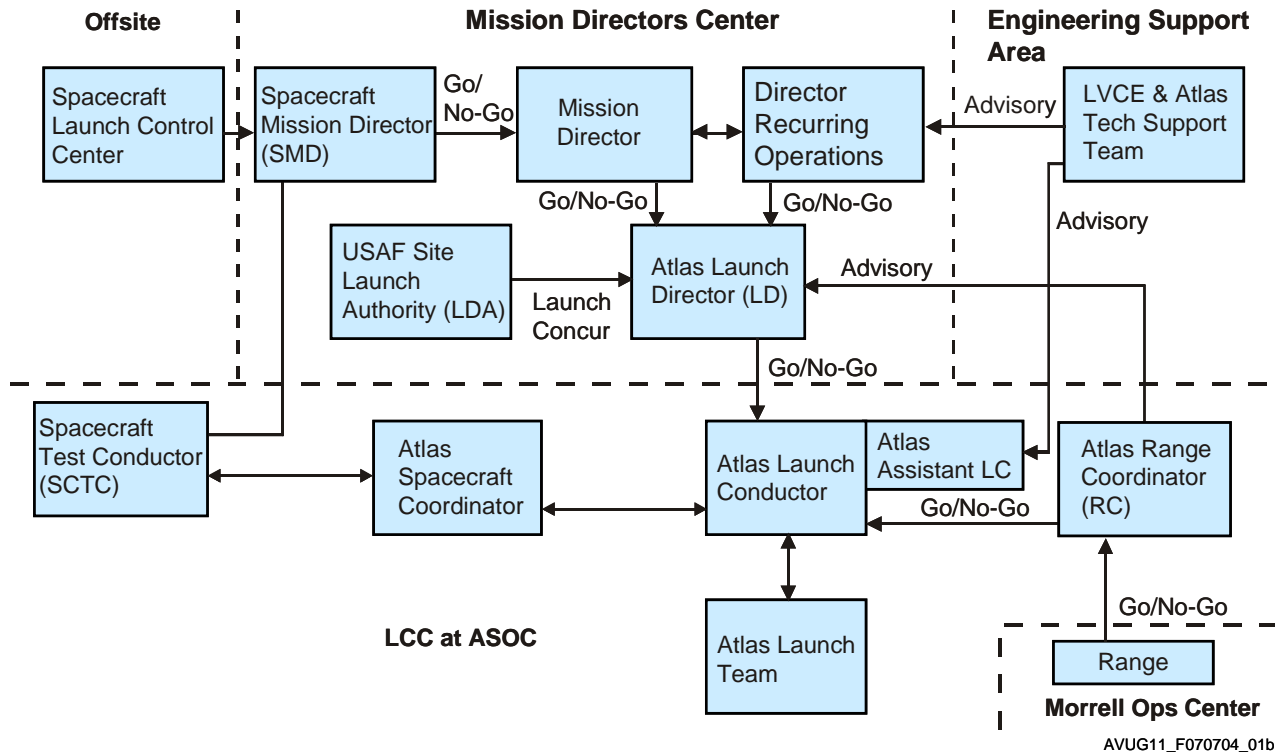 Offsite
Mission Directors Center
Engineering Support
Area
Spacecraft
Launch Control
Center
Spacecraft
Mission Director
(SMD)
Go/
No-Go
Mission
Director
Director
Recurring
Operations
Advisory
LVCE & Atlas
Tech Support
Team
Go/No-Go
Go/No-Go
Advisory
USAF Site
Launch
Authority (LDA)
Launch
Concur
Atlas Launch
Director (LD)
Advisory
Go/No-Go
Spacecraft
Test Conductor
(SCTC)
Atlas
Spacecraft
Coordinator
Atlas Launch
Conductor
Atlas
Assistant LC
Go/No-Go
Atlas Range
Coordinator
(RC)
Go/No-Go
LCC at ASOC
Atlas Launch
Team
Range
Morrell Ops Center
AVUG11_F070704_01b